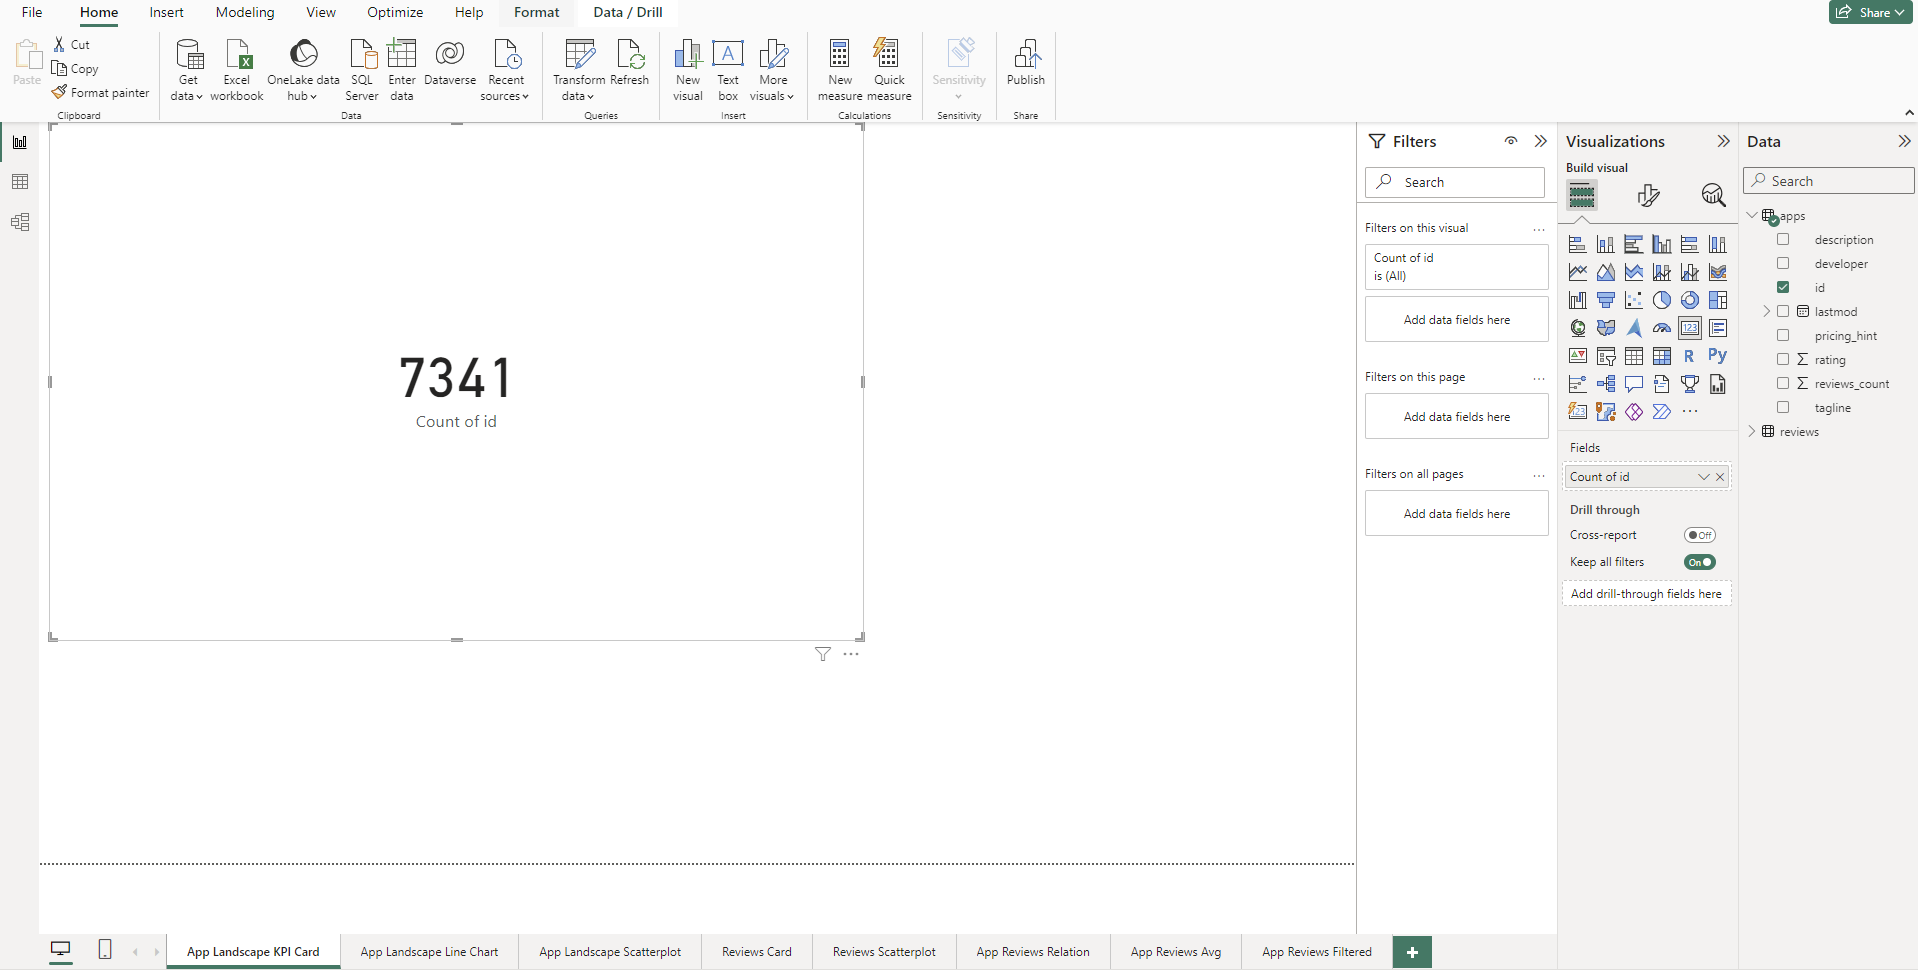 File Home Insert Modeling View Optimize Help Format Data / Drill Share
Paste
Cut
Copy
Format painter
Clipboard
Get data
Excel workbook
OneLake data hub
SQL Server
Enter data
Dataverse
Recent sources
Data
Transform data
Refresh
Queries
New visual
Text box
More visuals
Insert
New measure
Quick measure
Calculations
Sensitivity
Sensitivity
Publish
Share
7341
Count of id
Filters
Search
Filters on this visual ...
Count of id
is (All)
Add data fields here
Filters on this page ...
Add data fields here
Filters on all pages ...
Add data fields here
Visualizations
Build visual
123
R Py
123
...
Fields
Count of id
Drill through
Cross-report Off
Keep all filters On
Add drill-through fields here
Data
Search
apps
description
developer
id
lastmod
pricing_hint
∑ rating
∑ reviews_count
tagline
reviews
App Landscape KPI Card App Landscape Line Chart App Landscape Scatterplot Reviews Card Reviews Scatterplot App Reviews Relation App Reviews Avg App Reviews Filtered +